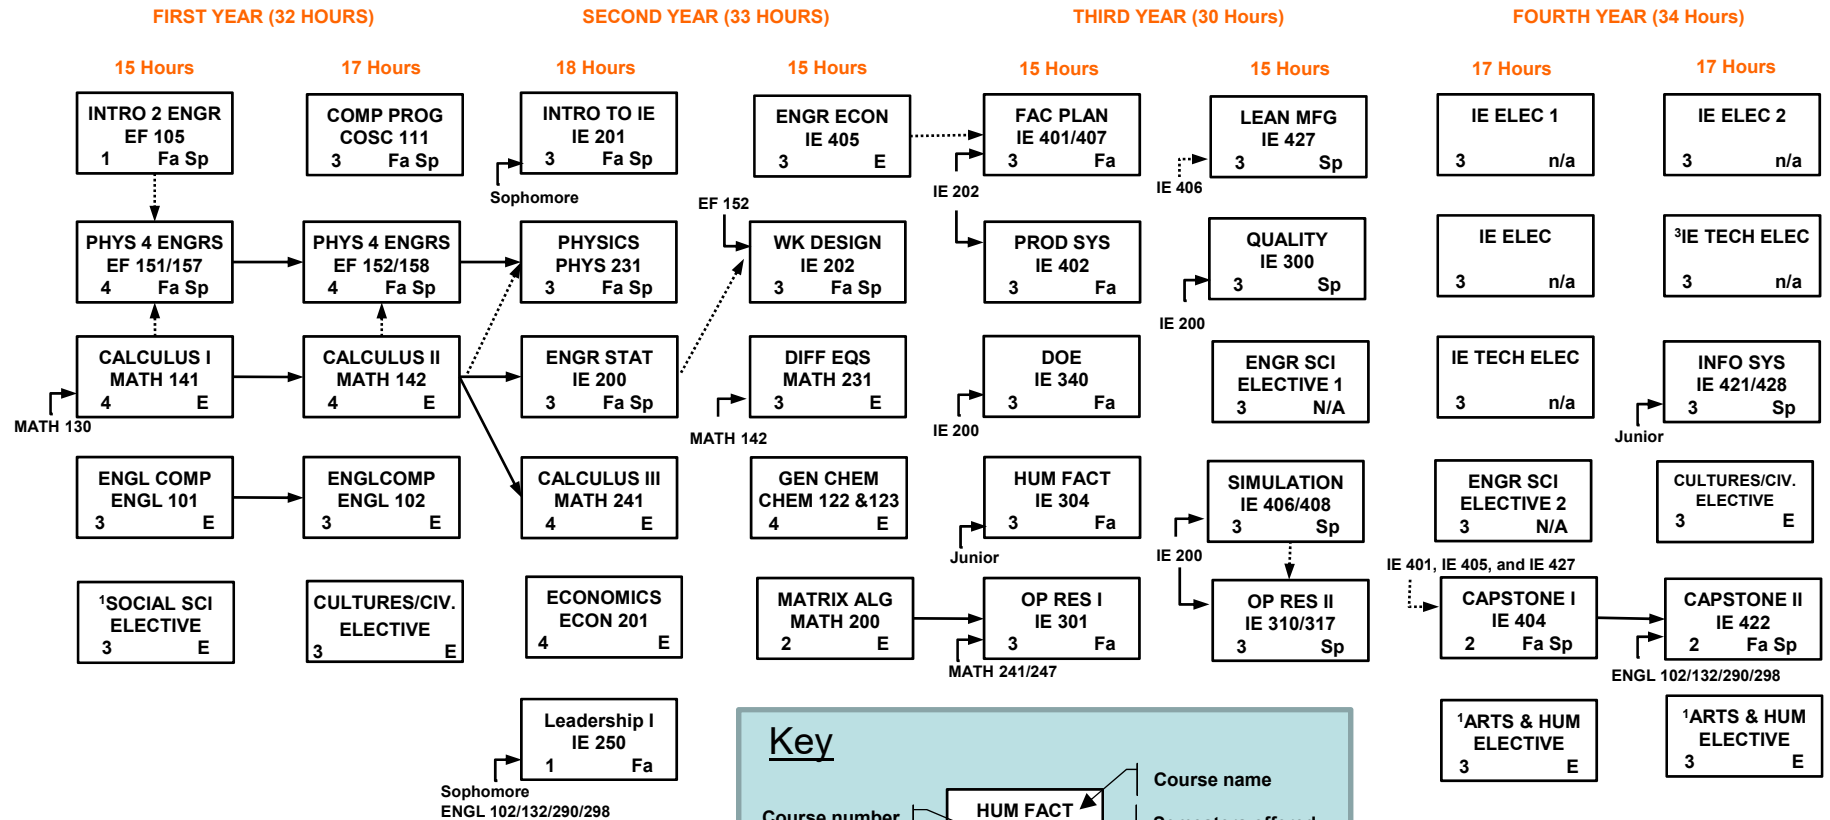 FIRST YEAR (32 HOURS)
SECOND YEAR (33 HOURS)
THIRD YEAR (30 Hours)
FOURTH YEAR (34 Hours)
15 Hours
17 Hours
18 Hours
15 Hours
15 Hours
15 Hours
17 Hours
17 Hours
INTRO 2 ENGR
EF 105
1 Fa Sp
PHYS 4 ENGRS
EF 151/157
4 Fa Sp
CALCULUS I
MATH 141
4 E
MATH 130
ENGL COMP
ENGL 101
3 E
¹SOCIAL SCI
ELECTIVE
3 E
COMP PROG
COSC 111
3 Fa Sp
PHYS 4 ENGRS
EF 152/158
4 Fa Sp
CALCULUS II
MATH 142
4 E
ENGLCOMP
ENGL 102
3 E
CULTURES/CIV.
ELECTIVE
3 E
INTRO TO IE
IE 201
3 Fa Sp
Sophomore
PHYSICS
PHYS 231
3 Fa Sp
ENGR STAT
IE 200
3 Fa Sp
CALCULUS III
MATH 241
4 E
ECONOMICS
ECON 201
4 E
Leadership I
IE 250
1 Fa
Sophomore
ENGL 102/132/290/298
ENGR ECON
IE 405
3 E
EF 152
WK DESIGN
IE 202
3 Fa Sp
DIFF EQS
MATH 231
3 E
MATH 142
GEN CHEM
CHEM 122 &123
4 E
MATRIX ALG
MATH 200
2 E
FAC PLAN
IE 401/407
3 Fa
IE 202
PROD SYS
IE 402
3 Fa
DOE
IE 340
3 Fa
IE 200
HUM FACT
IE 304
3 Fa
Junior
OP RES I
IE 301
3 Fa
MATH 241/247
LEAN MFG
IE 427
3 Sp
IE 406
QUALITY
IE 300
3 Sp
IE 200
ENGR SCI
ELECTIVE 1
3 N/A
SIMULATION
IE 406/408
3 Sp
IE 200
OP RES II
IE 310/317
3 Sp
IE ELEC 1
3 n/a
IE ELEC
3 n/a
IE TECH ELEC
3 n/a
ENGR SCI
ELECTIVE 2
3 N/A
IE 401, IE 405, and IE 427
CAPSTONE I
IE 404
2 Fa Sp
¹ARTS & HUM
ELECTIVE
3 E
IE ELEC 2
3 n/a
³IE TECH ELEC
3 n/a
INFO SYS
IE 421/428
3 Sp
Junior
CULTURES/CIV.
ELECTIVE
3 E
CAPSTONE II
IE 422
2 Fa Sp
ENGL 102/132/290/298
¹ARTS & HUM
ELECTIVE
3 E
Key
Course name
HUM FACT
Course number
Semesters offered